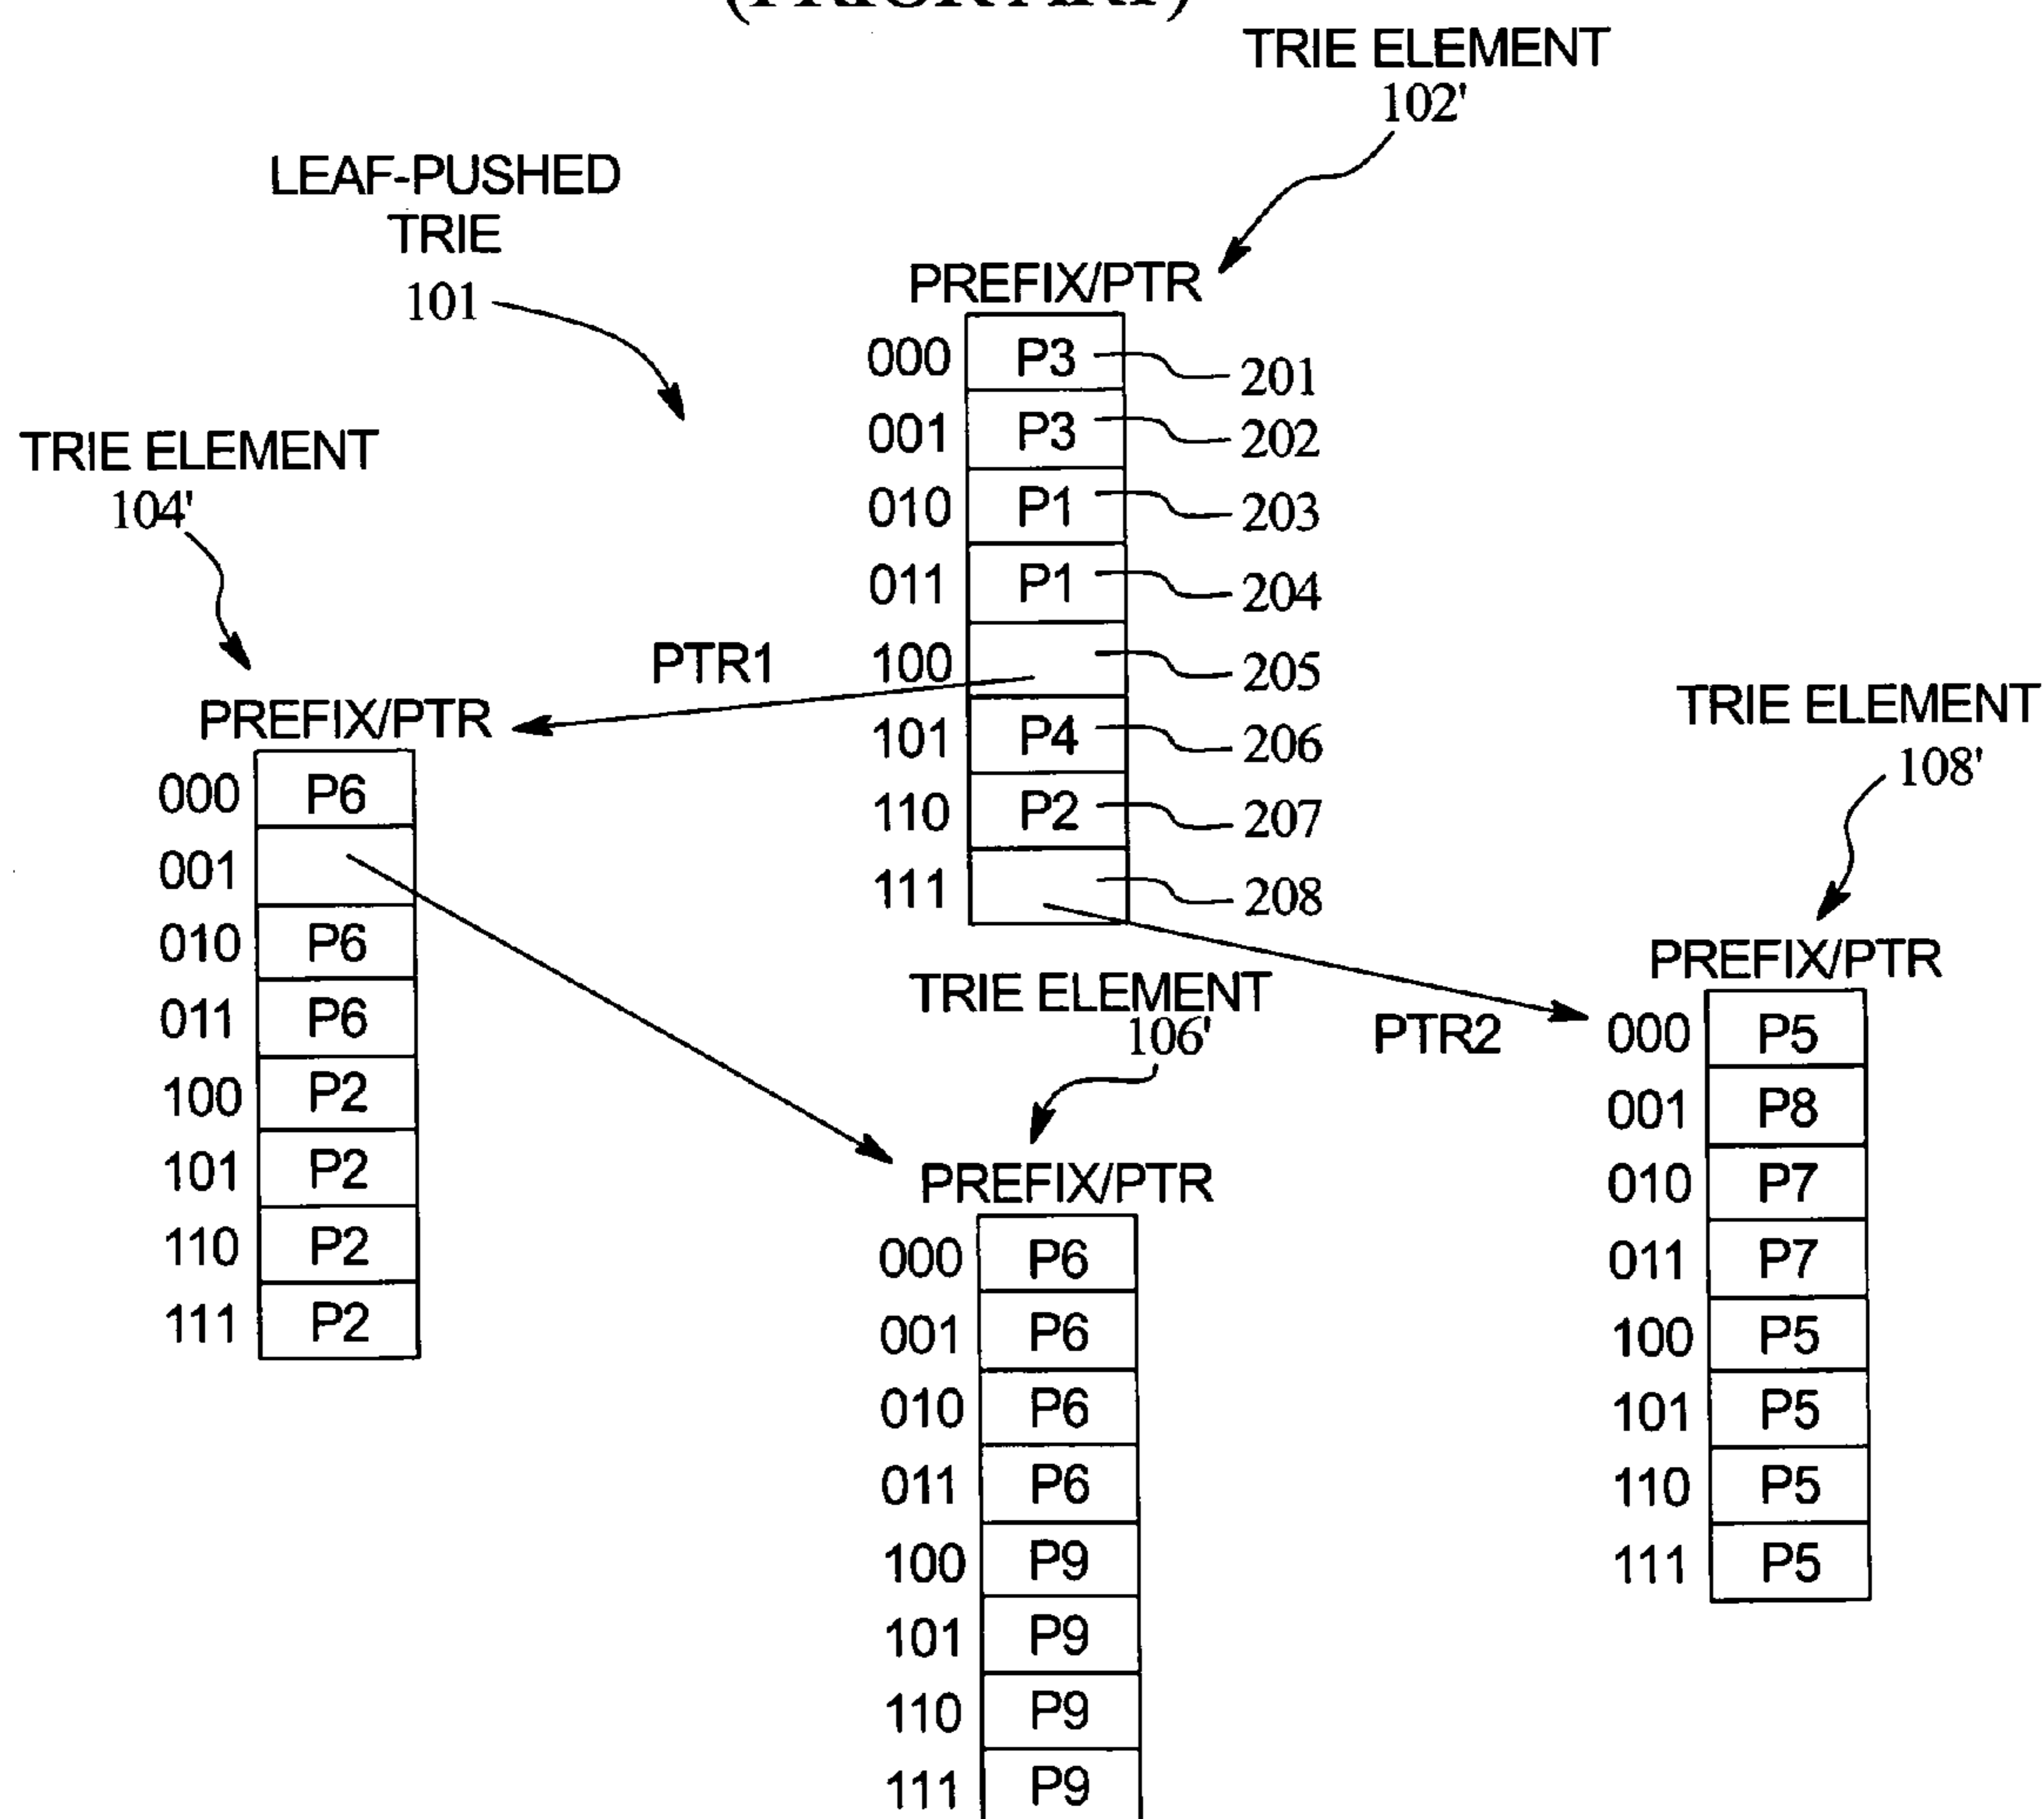 (PRIOR ART)
TRIE ELEMENT
102'
LEAF-PUSHED
TRIE
101
PREFIX/PTR
000 P3 201
001 P3 202
010 P1 203
011 P1 204
100 205
101 P4 206
110 P2 207
111 208
PTR1
TRIE ELEMENT
104'
PREFIX/PTR
000 P6
001
010 P6
011 P6
100 P2
101 P2
110 P2
111 P2
TRIE ELEMENT
106'
PREFIX/PTR
000 P6
001 P6
010 P6
011 P6
100 P9
101 P9
110 P9
111 P9
PTR2
TRIE ELEMENT
108'
PREFIX/PTR
000 P5
001 P8
010 P7
011 P7
100 P5
101 P5
110 P5
111 P5